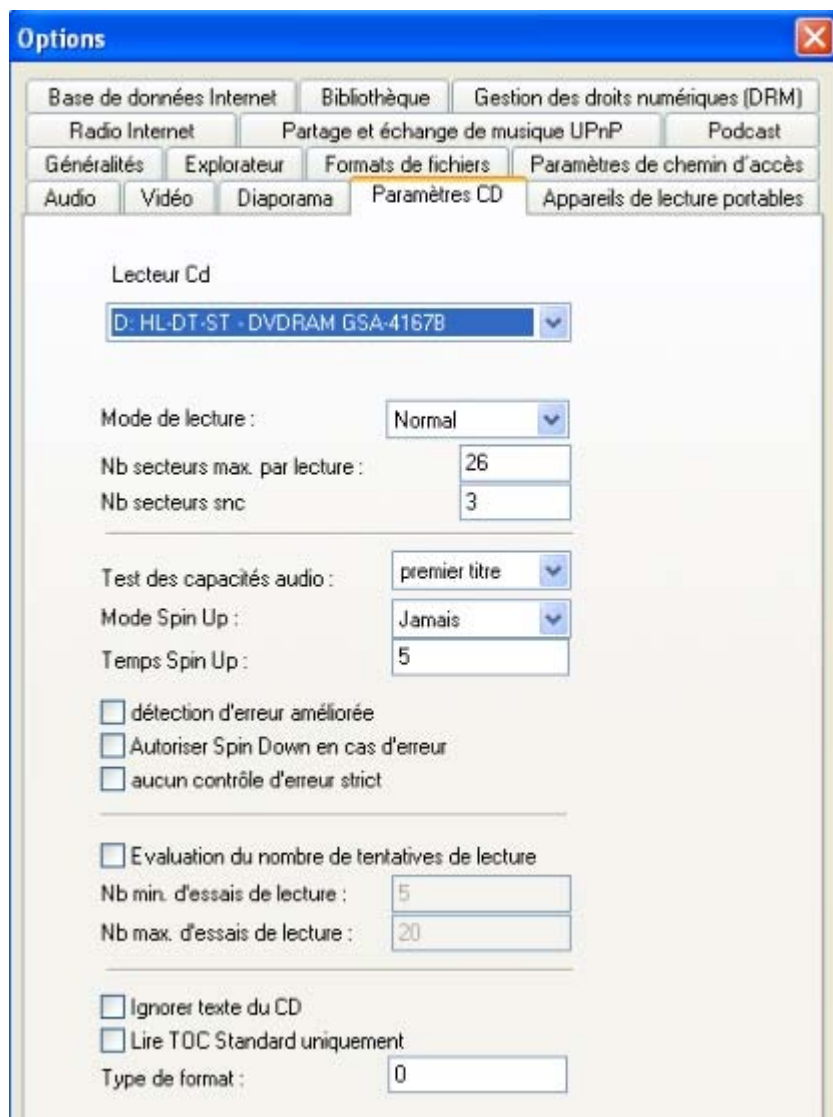 Options
Base de données Internet Bibliothèque Gestion des droits numériques (DRM)
Radio Internet Partage et échange de musique UPnP Podcast
Généralités Explorateur Formats de fichiers Paramètres de chemin d'accès
Audio Vidéo Diaporama Paramètres CD Appareils de lecture portables
Lecteur Cd
D: HL-DT-ST - DVDRAM GSA-4167B
Mode de lecture : Normal
Nb secteurs max. par lecture : 26
Nb secteurs snc 3
Test des capacités audio : premier titre
Mode Spin Up : Jamais
Temps Spin Up : 5
détection d'erreur améliorée
Autoriser Spin Down en cas d'erreur
aucun contrôle d'erreur strict
Evaluation du nombre de tentatives de lecture
Nb min. d'essais de lecture : 5
Nb max. d'essais de lecture : 20
Ignorer texte du CD
Lire TOC Standard uniquement
Type de format : 0